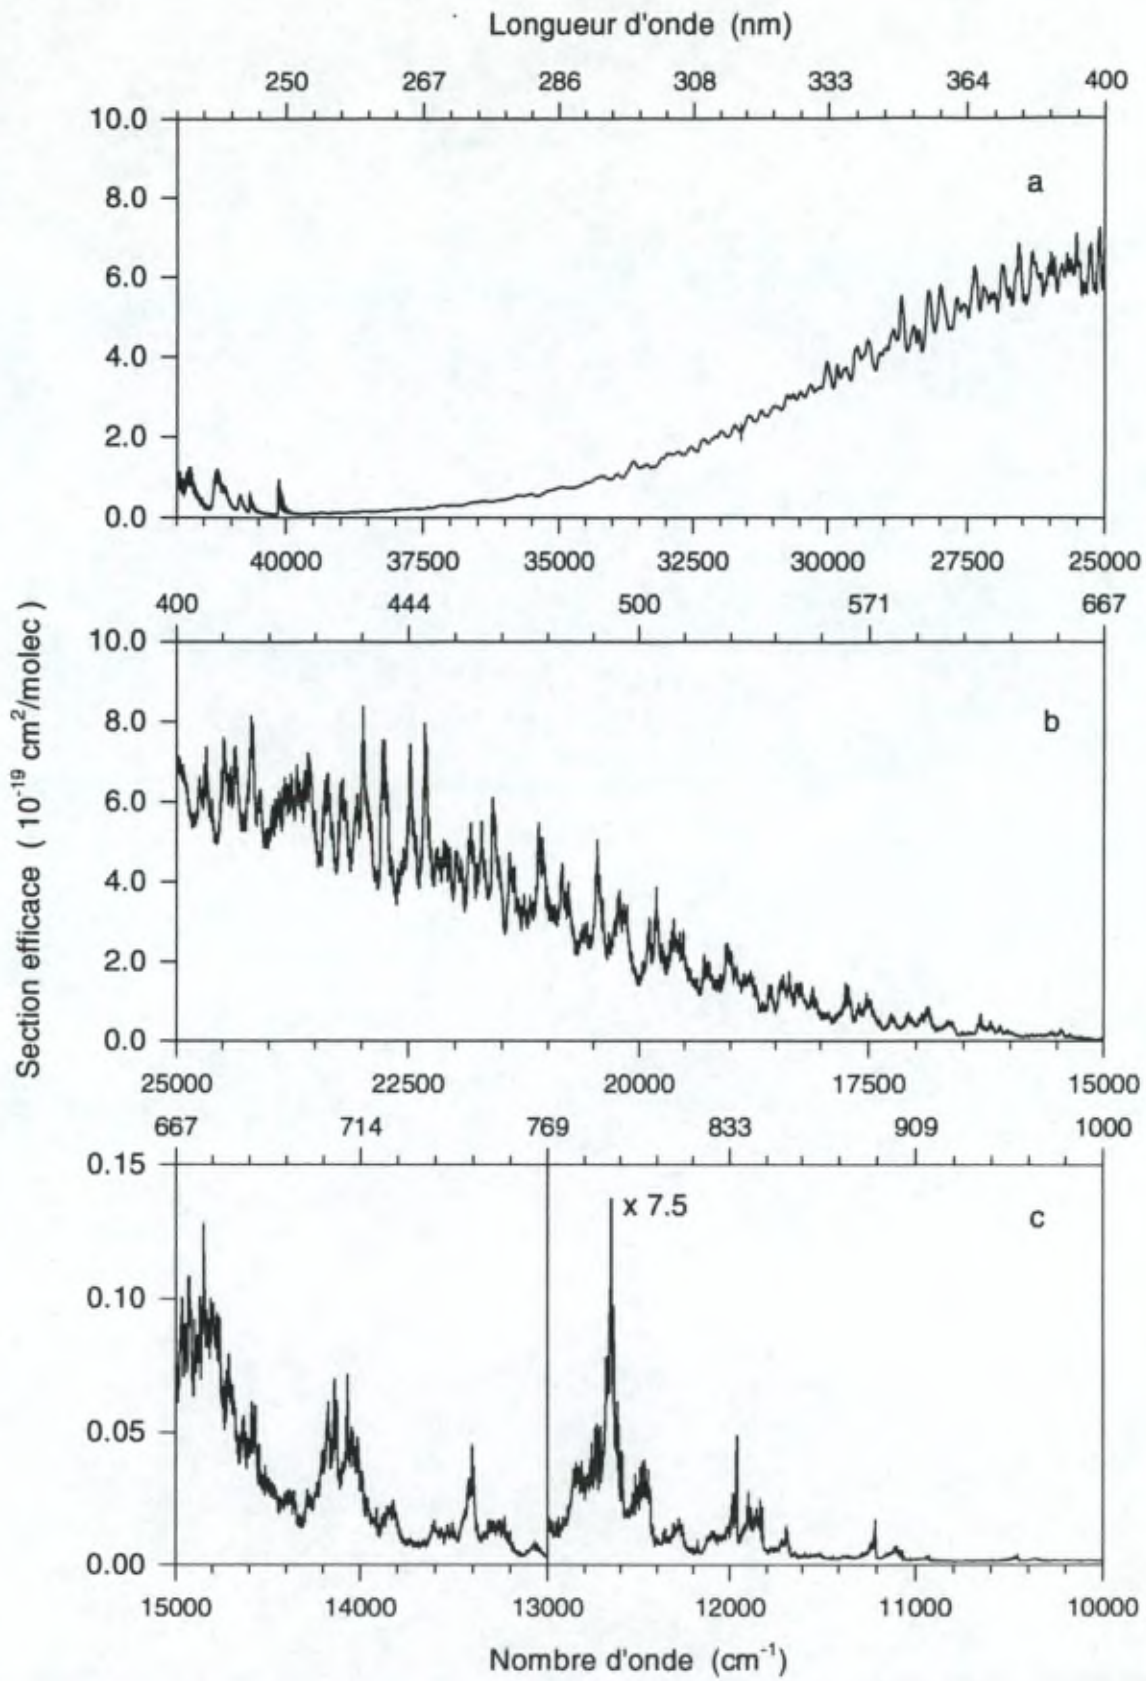 Longueur d'onde (nm)
250 267 286 308 333 364 400
10.0
a
8.0
6.0
4.0
2.0
0.0
40000 37500 35000 32500 30000 27500 25000
400 444 500 571 667
Section efficace ( 10⁻¹⁹ cm²/molec )
10.0
b
8.0
6.0
4.0
2.0
0.0
25000 22500 20000 17500 15000
667 714 769 833 909 1000
0.15
x 7.5
c
0.10
0.05
0.00
15000 14000 13000 12000 11000 10000
Nombre d'onde (cm⁻¹)